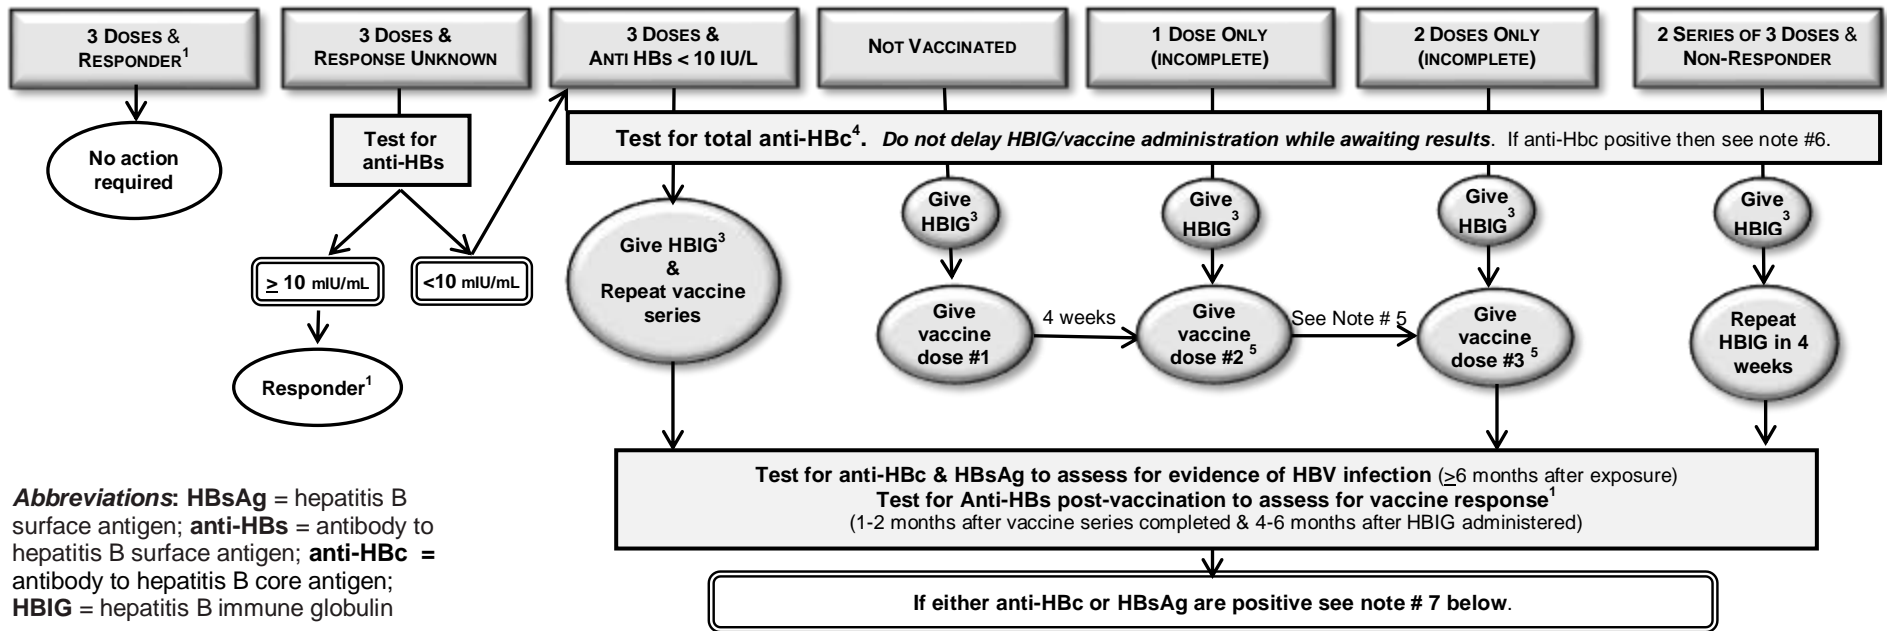 3 DOSES &
RESPONDER1
3 DOSES &
RESPONSE UNKNOWN
3 DOSES &
ANTI HBS < 10 IU/L
NOT VACCINATED
1 DOSE ONLY
(INCOMPLETE)
2 DOSES ONLY
(INCOMPLETE)
2 SERIES OF 3 DOSES &
NON-RESPONDER
No action
required
Test for
anti-HBs
Test for total anti-HBc4. Do not delay HBIG/vaccine administration while awaiting results. If anti-Hbc positive then see note #6.
≥ 10 mIU/mL
<10 mIU/mL
Responder1
Give HBIG3
&
Repeat vaccine
series
Give
HBIG3
Give
vaccine
dose #1
4 weeks
Give
HBIG3
Give
vaccine
dose #2 5
See Note # 5
Give
HBIG3
Give
vaccine
dose #3 5
Give
HBIG3
Repeat
HBIG in 4
weeks
Test for anti-HBc & HBsAg to assess for evidence of HBV infection (≥6 months after exposure)
Test for Anti-HBs post-vaccination to assess for vaccine response1
(1-2 months after vaccine series completed & 4-6 months after HBIG administered)
If either anti-HBc or HBsAg are positive see note # 7 below.
Abbreviations: HBsAg = hepatitis B
surface antigen; anti-HBs = antibody to
hepatitis B surface antigen; anti-HBc =
antibody to hepatitis B core antigen;
HBIG = hepatitis B immune globulin